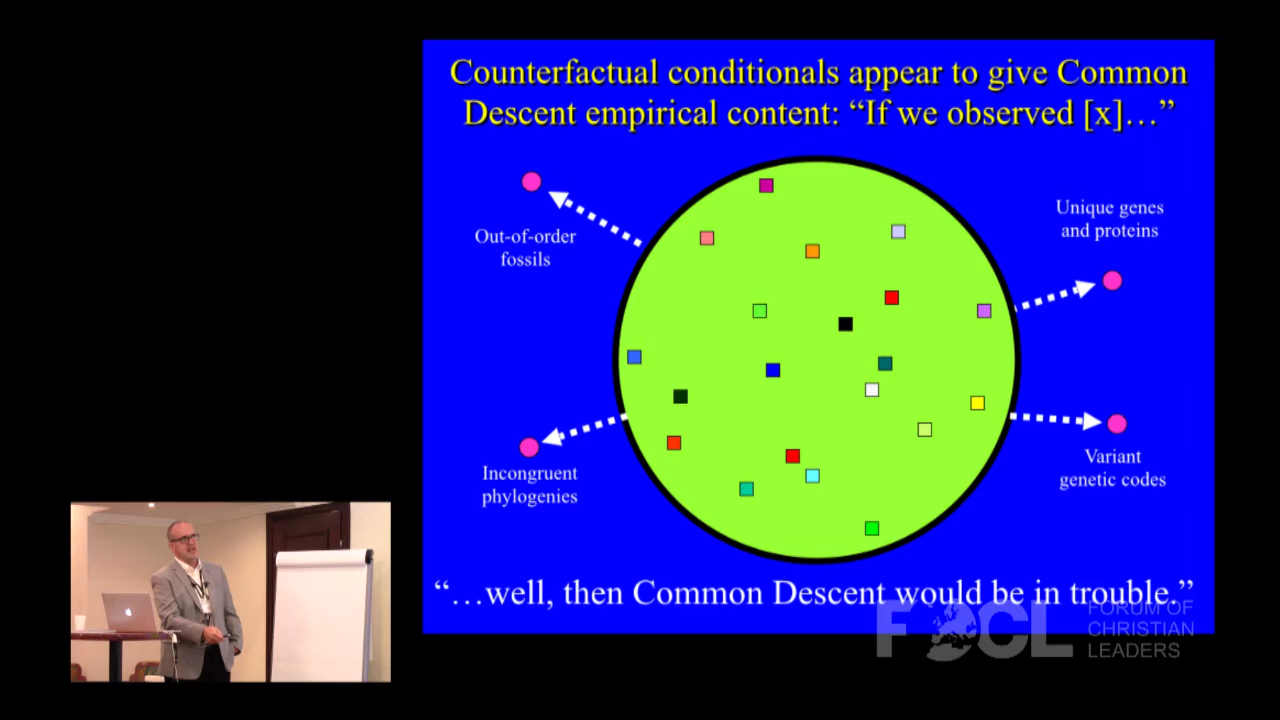 Counterfactual conditionals appear to give Common
Descent empirical content: “If we observed [x]…”
Out-of-order
fossils
Unique genes
and proteins
Incongruent
phylogenies
Variant
genetic codes
“…well, then Common Descent would be in trouble.”
FOCL
FORUM OF
CHRISTIAN
LEADERS